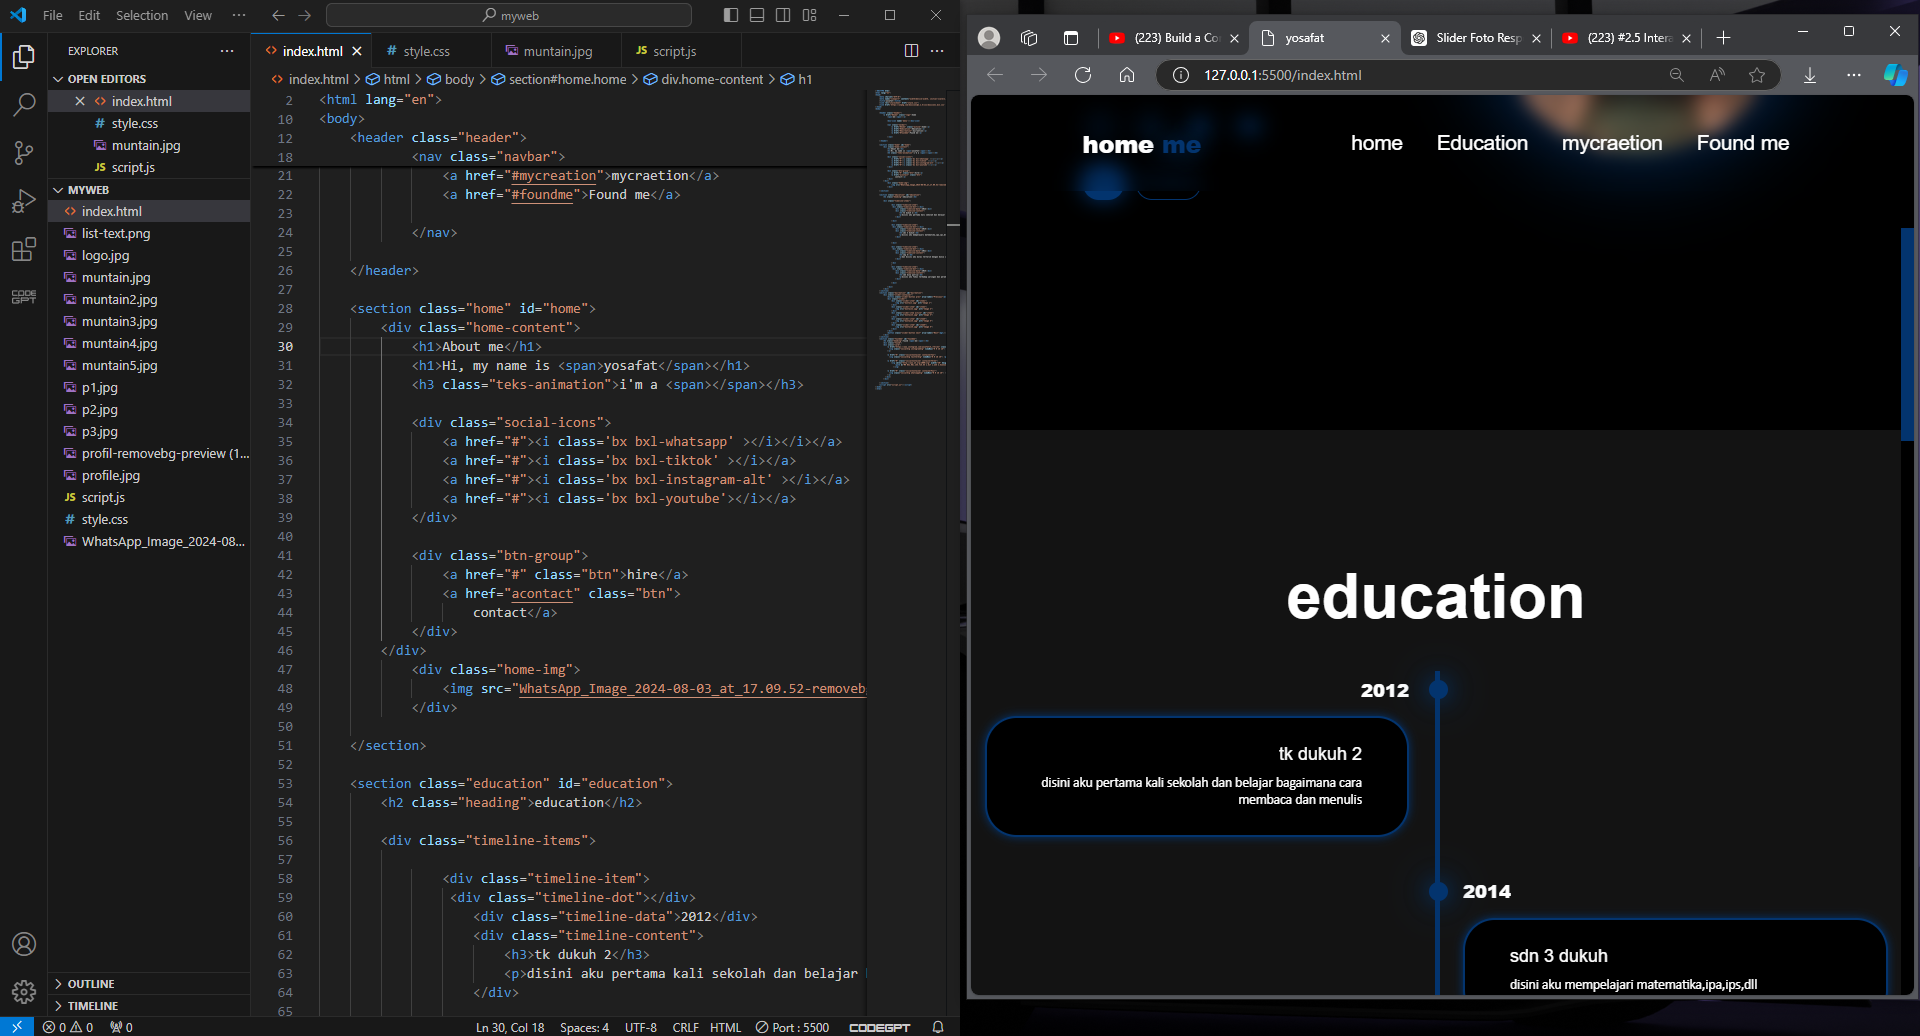 File Edit Selection View ··· myweb
EXPLORER ···
OPEN EDITORS
index.html
style.css
muntain.jpg
script.js
MYWEB
index.html
list-text.png
logo.jpg
muntain.jpg
muntain2.jpg
muntain3.jpg
muntain4.jpg
muntain5.jpg
p1.jpg
p2.jpg
p3.jpg
profil-removebg-preview (1...
profile.jpg
script.js
style.css
WhatsApp_Image_2024-08...
OUTLINE
TIMELINE
CODE GPT
index.html style.css muntain.jpg script.js
index.html > html > body > section#home.home > div.home-content > h1
2 <html lang="en">
10 <body>
12 <header class="header">
18 <nav class="navbar">
21 <a href="#mycreation">mycraetion</a>
22 <a href="#foundme">Found me</a>
23
24 </nav>
25
26 </header>
27
28 <section class="home" id="home">
29 <div class="home-content">
30 <h1>About me</h1>
31 <h1>Hi, my name is <span>yosafat</span></h1>
32 <h3 class="teks-animation">i'm a <span></span></h3>
33
34 <div class="social-icons">
35 <a href="#"><i class='bx bxl-whatsapp' ></i></i></a>
36 <a href="#"><i class='bx bxl-tiktok' ></i></a>
37 <a href="#"><i class='bx bxl-instagram-alt' ></i></a>
38 <a href="#"><i class='bx bxl-youtube'></i></a>
39 </div>
40
41 <div class="btn-group">
42 <a href="#" class="btn">hire</a>
43 <a href="acontact" class="btn">
44 contact</a>
45 </div>
46 </div>
47 <div class="home-img">
48 <img src="WhatsApp_Image_2024-08-03_at_17.09.52-removeb
49 </div>
50
51 </section>
52
53 <section class="education" id="education">
54 <h2 class="heading">education</h2>
55
56 <div class="timeline-items">
57
58 <div class="timeline-item">
59 <div class="timeline-dot"></div>
60 <div class="timeline-data">2012</div>
61 <div class="timeline-content">
62 <h3>tk dukuh 2</h3>
63 <p>disini aku pertama kali sekolah dan belajar
64 </div>
65
0 0 0 Ln 30, Col 18 Spaces: 4 UTF-8 CRLF HTML Port : 5500 CODEGPT
(223) Build a Co yosafat Slider Foto Resp (223) #2.5 Intera
127.0.0.1:5500/index.html
home me home Education mycraetion Found me
education
2012
tk dukuh 2
disini aku pertama kali sekolah dan belajar bagaimana cara
membaca dan menulis
2014
sdn 3 dukuh
disini aku mempelajari matematika,ipa,ips,dll